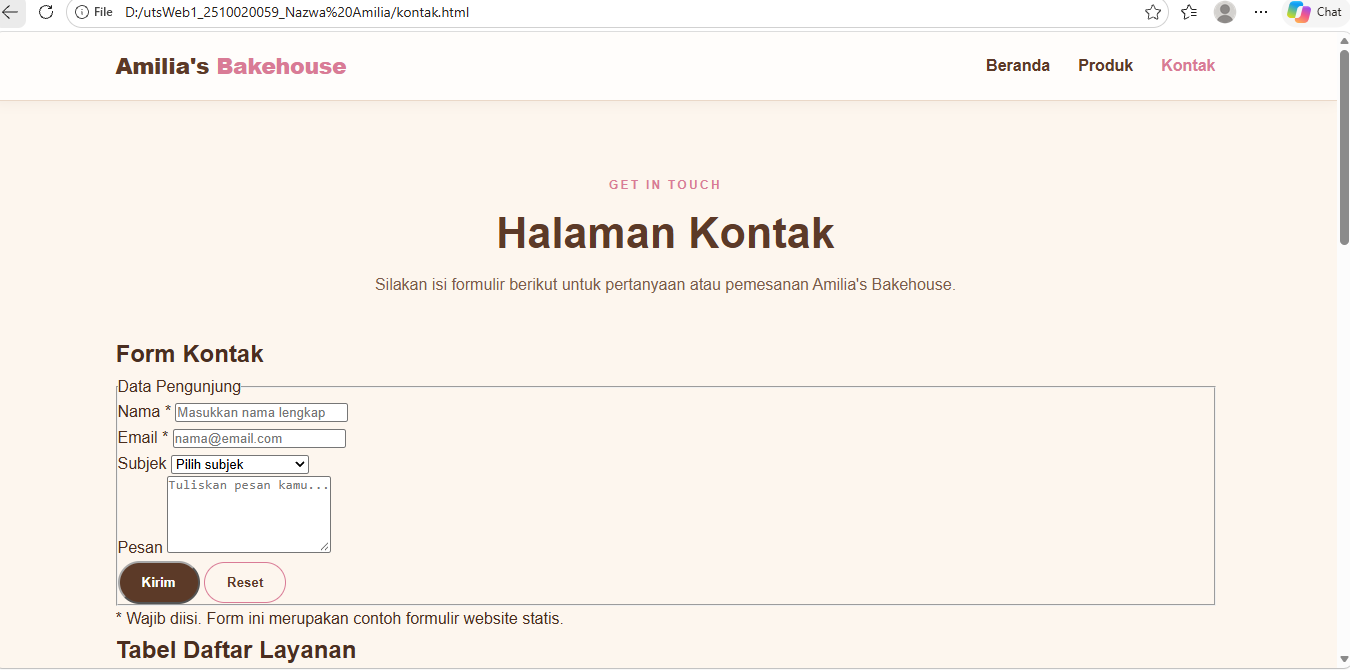 File D:/utsWeb1_2510020059_Nazwa%20Amilia/kontak.html Chat
Amilia's Bakehouse Beranda Produk Kontak
GET IN TOUCH
Halaman Kontak
Silakan isi formulir berikut untuk pertanyaan atau pemesanan Amilia's Bakehouse.
Form Kontak
Data Pengunjung
Nama * Masukkan nama lengkap
Email * nama@email.com
Subjek Pilih subjek
Tuliskan pesan kamu...
Pesan
Kirim Reset
* Wajib diisi. Form ini merupakan contoh formulir website statis.
Tabel Daftar Layanan